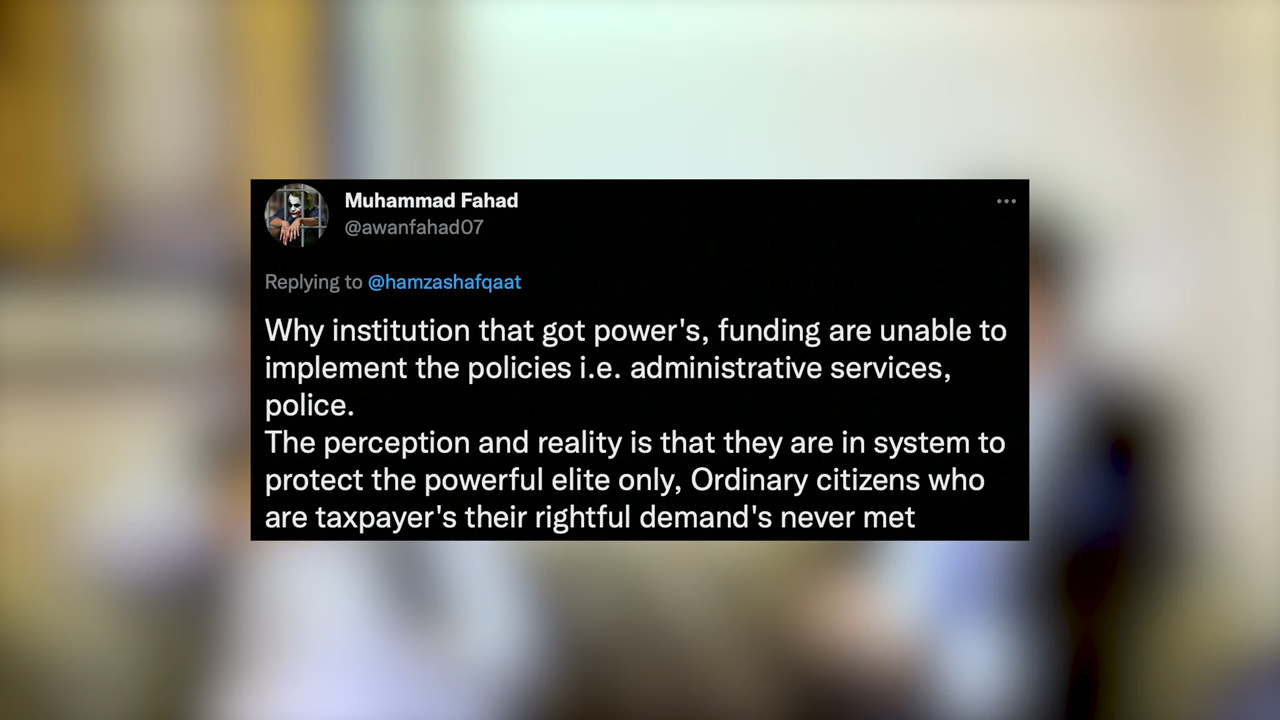 Muhammad Fahad
@awanfahad07
Replying to @hamzashafqaat
Why institution that got power's, funding are unable to
implement the policies i.e. administrative services,
police.
The perception and reality is that they are in system to
protect the powerful elite only, Ordinary citizens who
are taxpayer's their rightful demand's never met